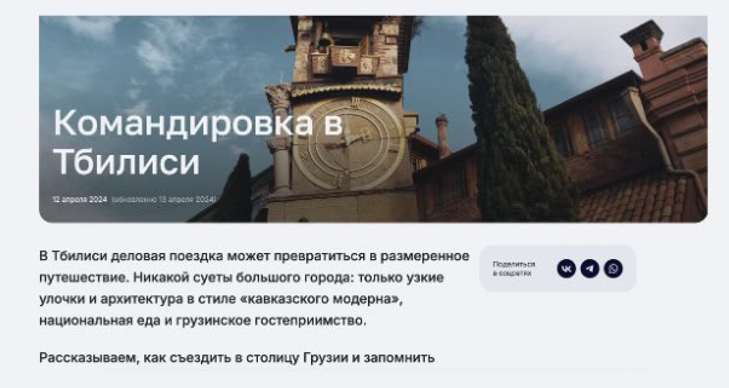 Командировка в
Тбилиси
12 апреля 2024 (обновлено 13 апреля 2024)
В Тбилиси деловая поездка может превратиться в размеренное
путешествие. Никакой суеты большого города: только узкие
улочки и архитектура в стиле «кавказского модерна»,
национальная еда и грузинское гостеприимство.
Поделиться
в соцсетях
Рассказываем, как съездить в столицу Грузии и запомнить